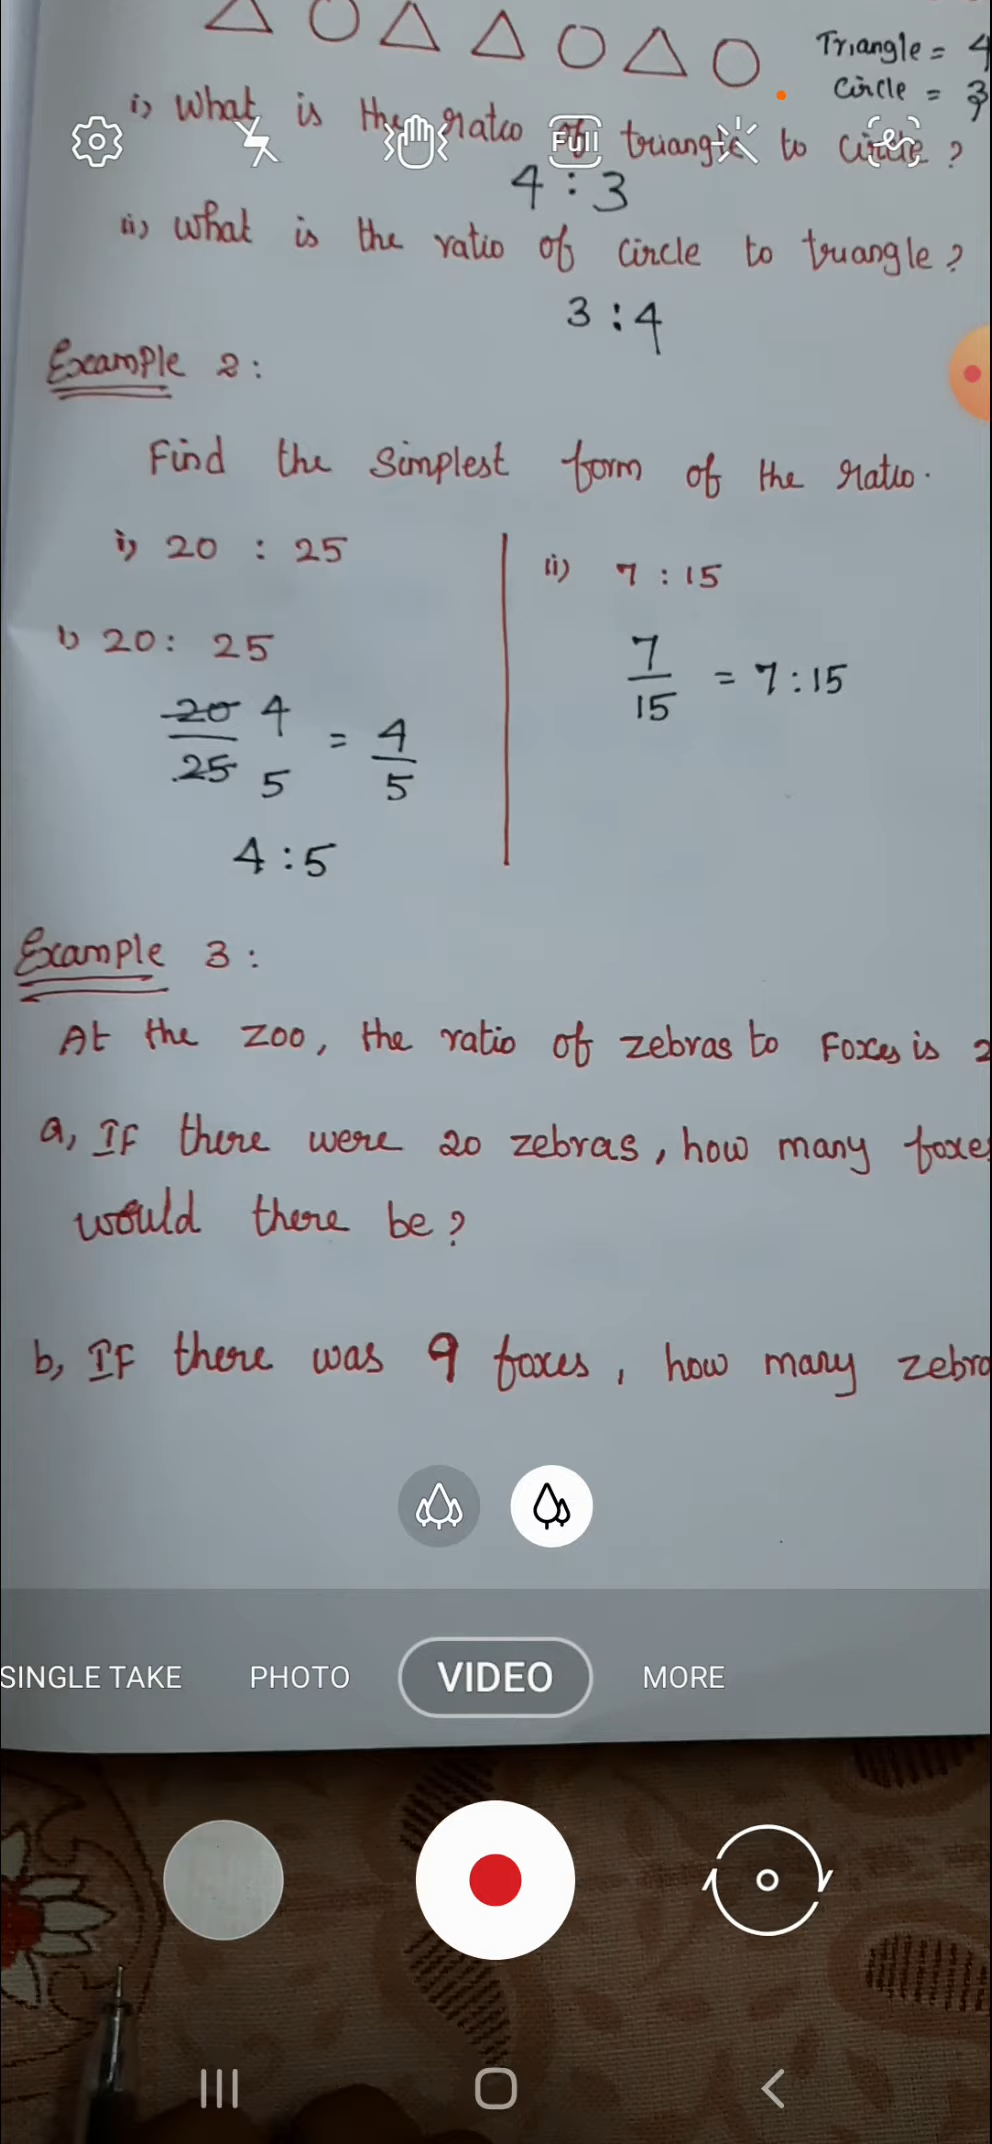 Triangle = 4
Circle = 3
i) What is the ratio of triangle to circle?
4 : 3
ii) What is the ratio of circle to triangle?
3 : 4
Example 2:
Find the Simplest form of the ratio.
i) 20 : 25
ii) 7 : 15
i) 20 : 25
7/15 = 7 : 15
20/25 4/5 = 4/5
4 : 5
Example 3:
At the zoo, the ratio of zebras to Foxes is 2
a, IF there were 20 zebras, how many foxes
would there be?
b, IF there was 9 foxes, how many zebra
Full
SINGLE TAKE PHOTO VIDEO MORE